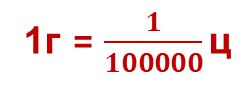 1г = 1/100000 ц